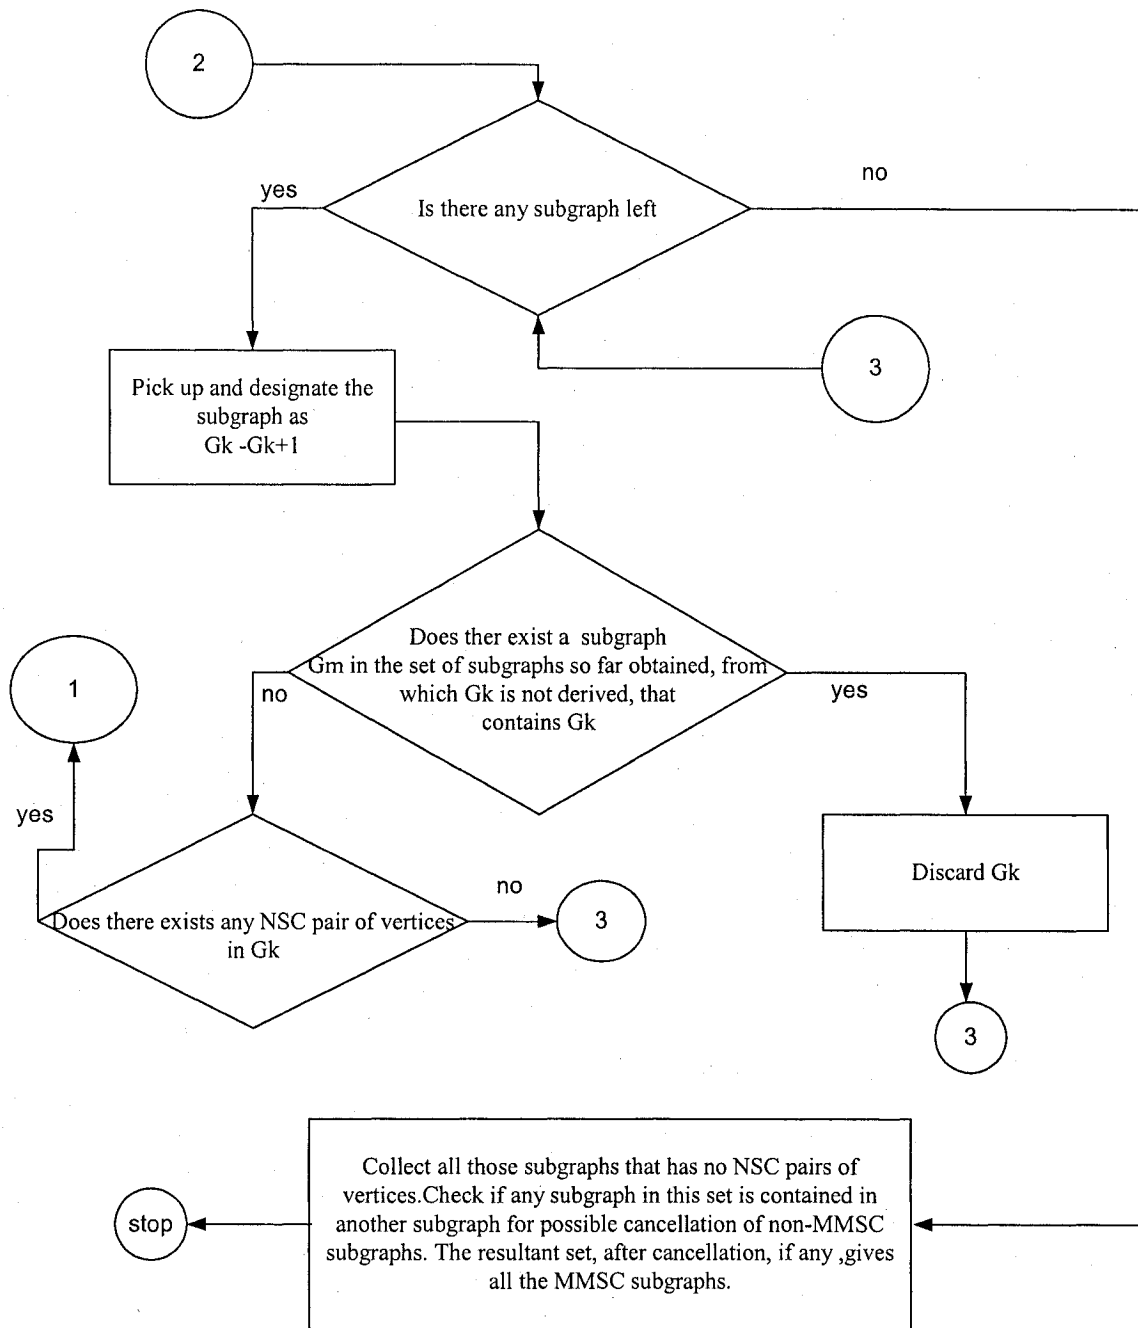 2
no
yes
Is there any subgraph left
3
Pick up and designate the
subgraph as
Gk -Gk+1
Does ther exist a subgraph
Gm in the set of subgraphs so far obtained, from
which Gk is not derived, that
contains Gk
no
yes
1
yes
Discard Gk
no
Does there exists any NSC pair of vertices
in Gk
3
3
Collect all those subgraphs that has no NSC pairs of
vertices.Check if any subgraph in this set is contained in
another subgraph for possible cancellation of non-MMSC
subgraphs. The resultant set, after cancellation, if any ,gives
all the MMSC subgraphs.
stop